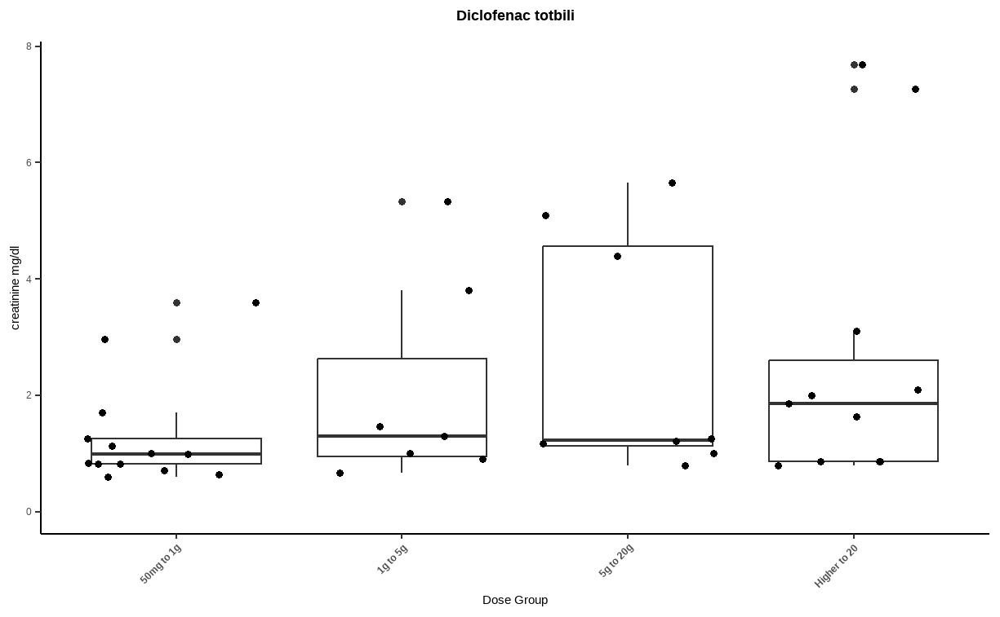 Diclofenac totbili
8
6
4
2
0
creatinine mg/dl
50mg to 1g
1g to 5g
5g to 20g
Higher to 20
Dose Group